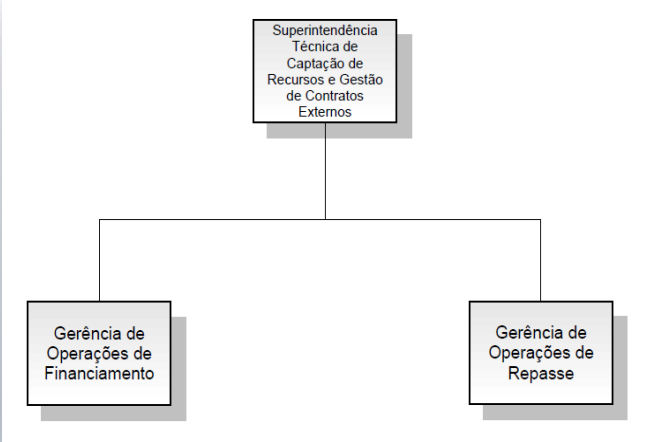 Superintendência
Técnica de
Captação de
Recursos e Gestão
de Contratos
Externos
Gerência de
Operações de
Financiamento
Gerência de
Operações de
Repasse